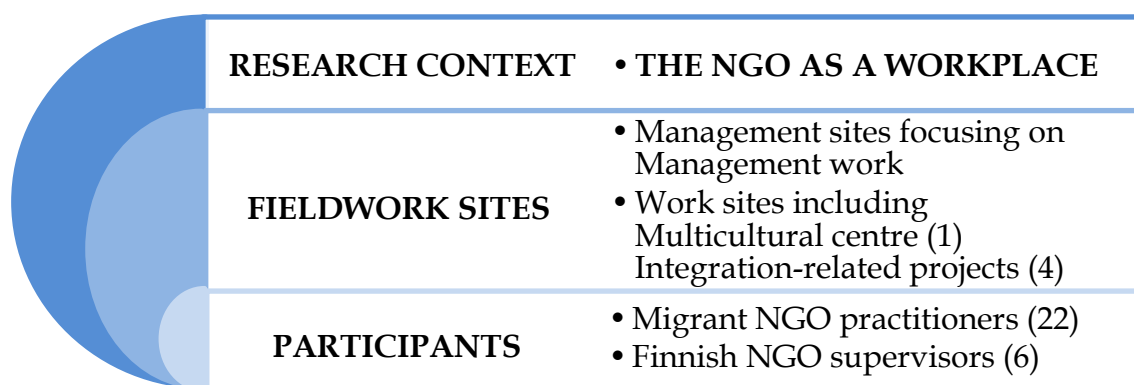 RESEARCH CONTEXT
• THE NGO AS A WORKPLACE
FIELDWORK SITES
• Management sites focusing on
Management work
• Work sites including
Multicultural centre (1)
Integration-related projects (4)
PARTICIPANTS
• Migrant NGO practitioners (22)
• Finnish NGO supervisors (6)